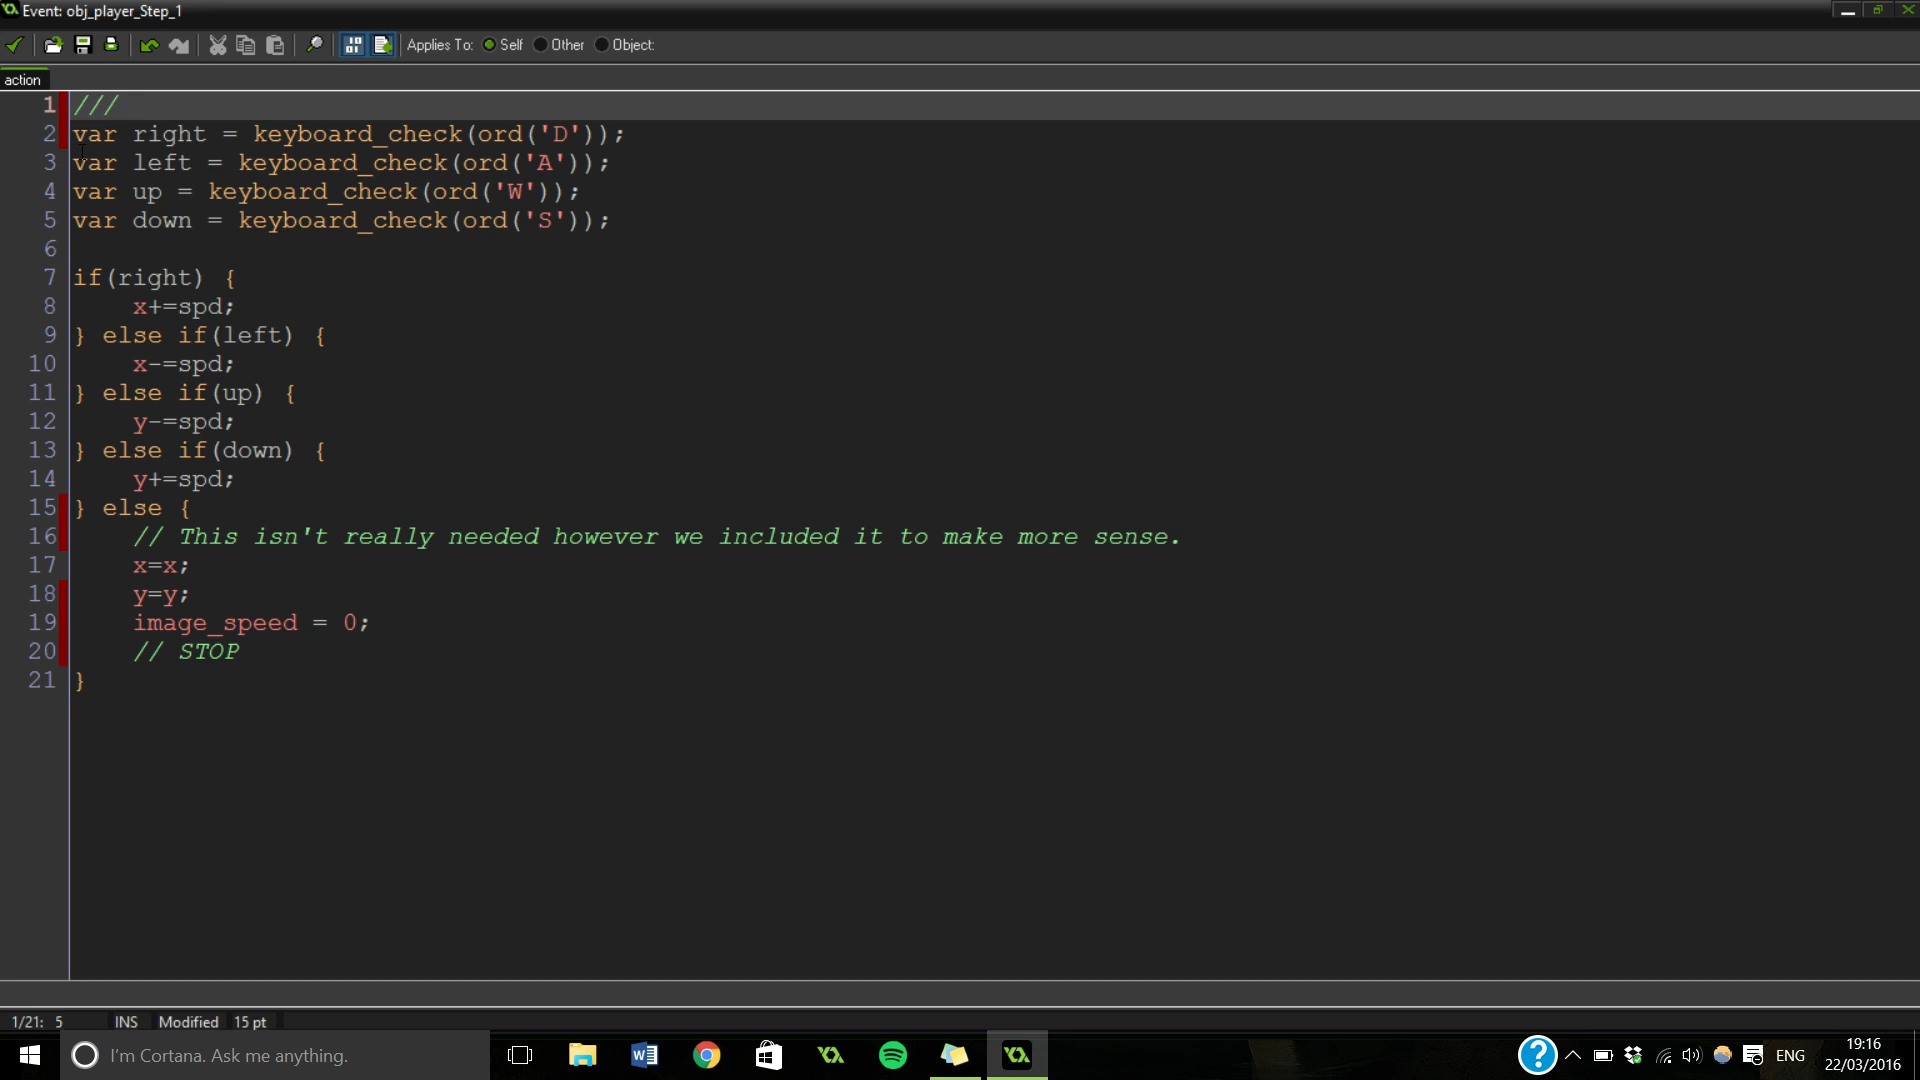 Event: obj_player_Step_1
Applies To: Self Other Object:
action
1 ///
2 var right = keyboard_check(ord('D'));
3 var left = keyboard_check(ord('A'));
4 var up = keyboard_check(ord('W'));
5 var down = keyboard_check(ord('S'));
6
7 if(right) {
8 x+=spd;
9 } else if(left) {
10 x-=spd;
11 } else if(up) {
12 y-=spd;
13 } else if(down) {
14 y+=spd;
15 } else {
16 // This isn't really needed however we included it to make more sense.
17 x=x;
18 y=y;
19 image_speed = 0;
20 // STOP
21 }
1/21: 5 INS Modified 15 pt
I'm Cortana. Ask me anything.
ENG
19:16
22/03/2016